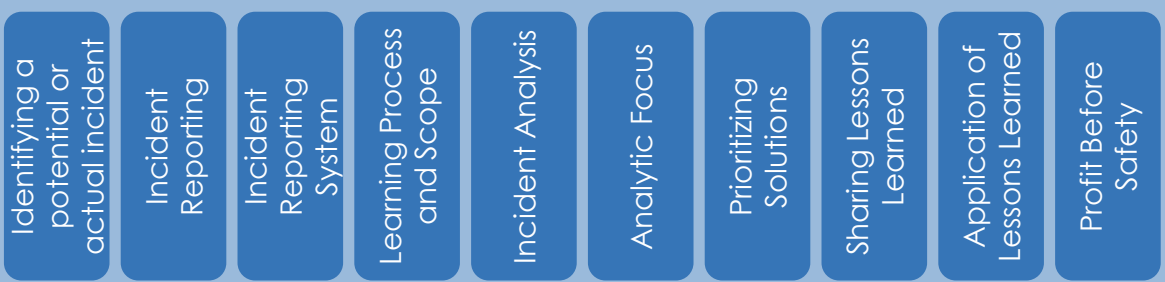 Identifying a
potential or
actual incident
Incident
Reporting
Incident
Reporting
System
Learning Process
and Scope
Incident Analysis
Analytic Focus
Prioritizing
Solutions
Sharing Lessons
Learned
Application of
Lessons Learned
Profit Before
Safety